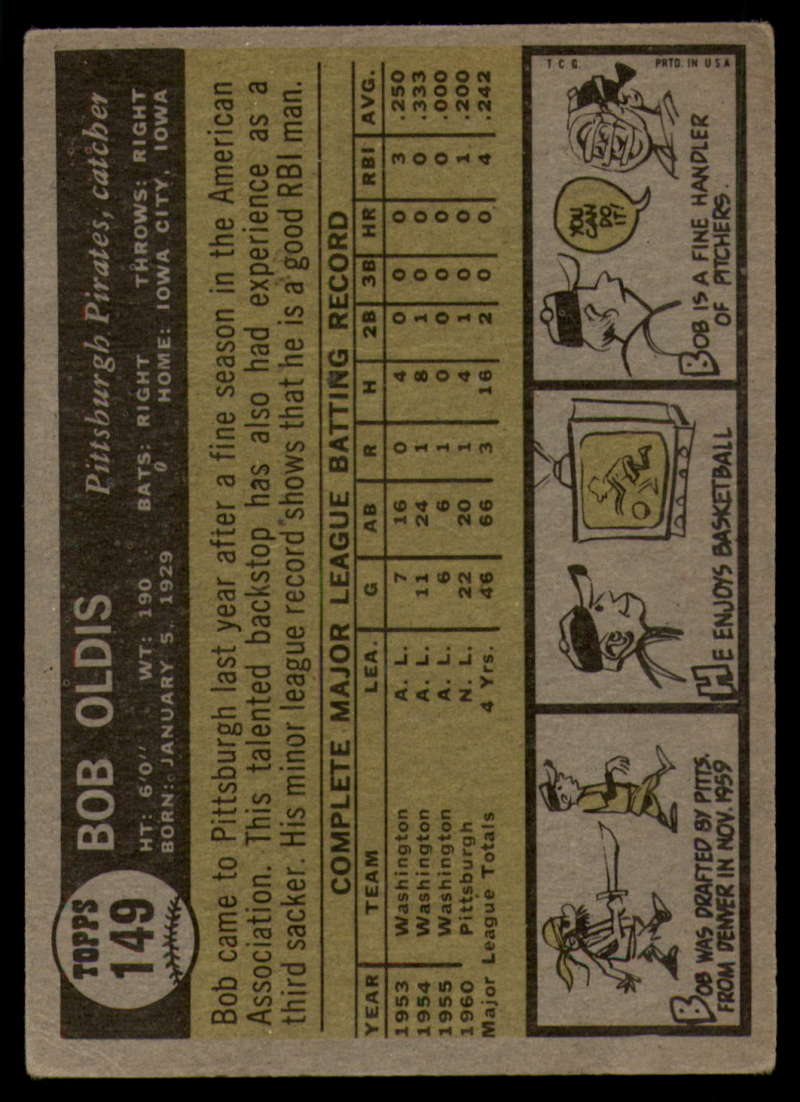 TOPPS
149
BOB OLDIS
Pittsburgh Pirates, catcher
HT: 6'0" WT: 190 BATS: RIGHT THROWS: RIGHT
BORN: JANUARY 5, 1929 HOME: IOWA CITY, IOWA
Bob came to Pittsburgh last year after a fine season in the American
Association. This talented backstop has also had experience as a
third sacker. His minor league record shows that he is a good RBI man.
COMPLETE MAJOR LEAGUE BATTING RECORD
YEAR TEAM LEA. G AB R H 2B 3B HR RBI AVG.
1953 Washington A. L. 7 16 0 4 0 0 0 3 .250
1954 Washington A. L. 11 24 1 8 1 0 0 0 .333
1955 Washington A. L. 6 6 1 0 0 0 0 0 .000
1960 Pittsburgh N. L. 22 20 1 4 1 0 0 1 .200
Major League Totals 4 Yrs. 46 66 3 16 2 0 0 4 .242
BOB WAS DRAFTED BY PITTS.
FROM DENVER IN NOV. 1959
HE ENJOYS BASKETBALL
YOU
CAN
DO
IT!
BOB IS A FINE HANDLER
OF PITCHERS.
T. C. G. PRTD. IN U S A